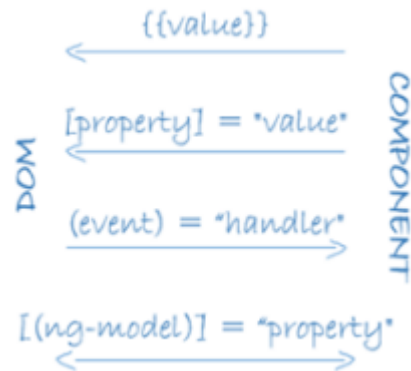 {{value}}
[property] = "value"
DOM
COMPONENT
(event) = "handler"
[(ng-model)] = "property"